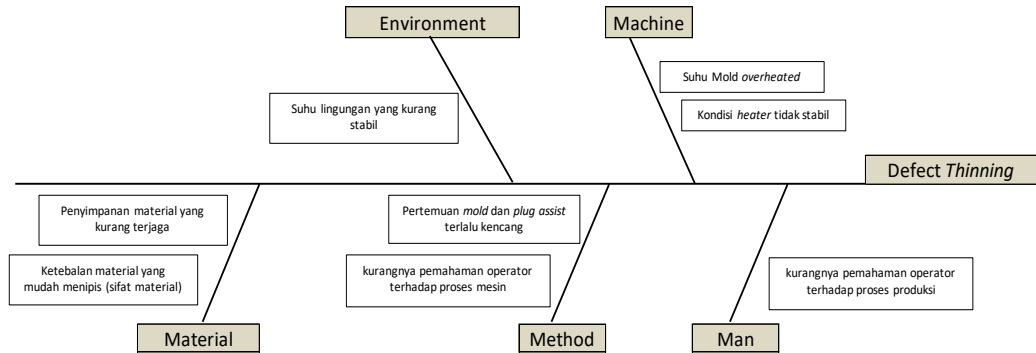 Environment
Machine
Suhu Mold overheated
Suhu lingungan yang kurang
stabil
Kondisi heater tidak stabil
Defect Thinning
Penyimpanan material yang
kurang terjaga
Pertemuan mold dan plug assist
terlalu kencang
Ketebalan material yang
mudah menipis (sifat material)
kurangnya pemahaman operator
terhadap proses mesin
kurangnya pemahaman operator
terhadap proses produksi
Material
Method
Man